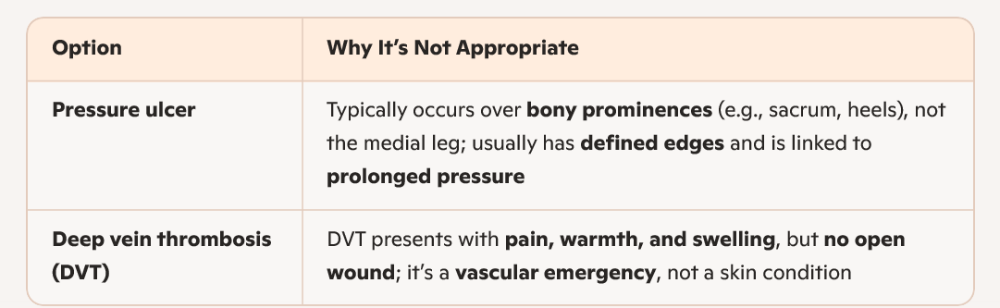 Option
Why It's Not Appropriate
Pressure ulcer
Typically occurs over bony prominences (e.g., sacrum, heels), not
the medial leg; usually has defined edges and is linked to
prolonged pressure
Deep vein thrombosis
(DVT)
DVT presents with pain, warmth, and swelling, but no open
wound; it's a vascular emergency, not a skin condition